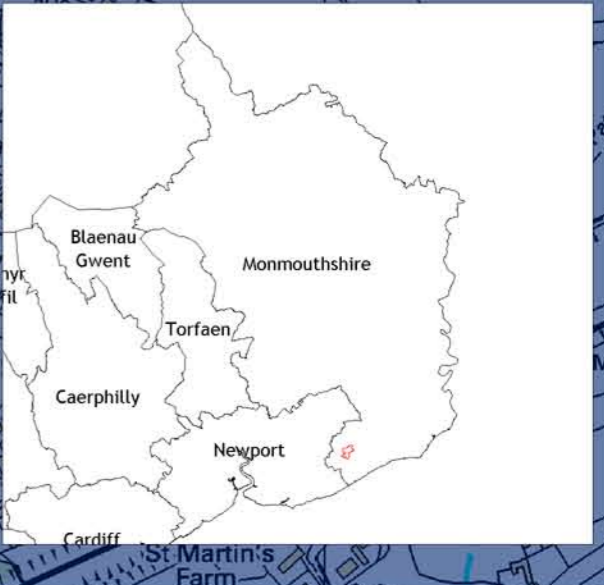 Blaenau
Gwent
Monmouthshire
Torfaen
Caerphilly
Newport
Cardiff
St Martin's
Farm